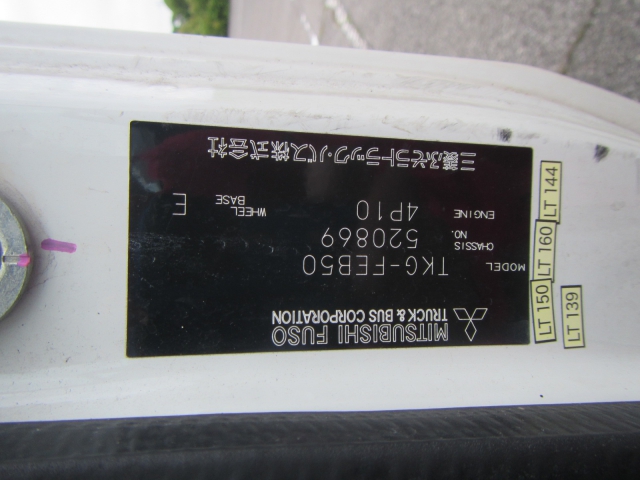 MITSUBISHI FUSO
TRUCK & BUS CORPORATION
MODEL TKG-FEB50
CHASSIS NO. 520869
ENGINE 4P10 WHEEL BASE E
三菱ふそうトラック・バス株式会社
LT 139
LT 150
LT 160
LT 144